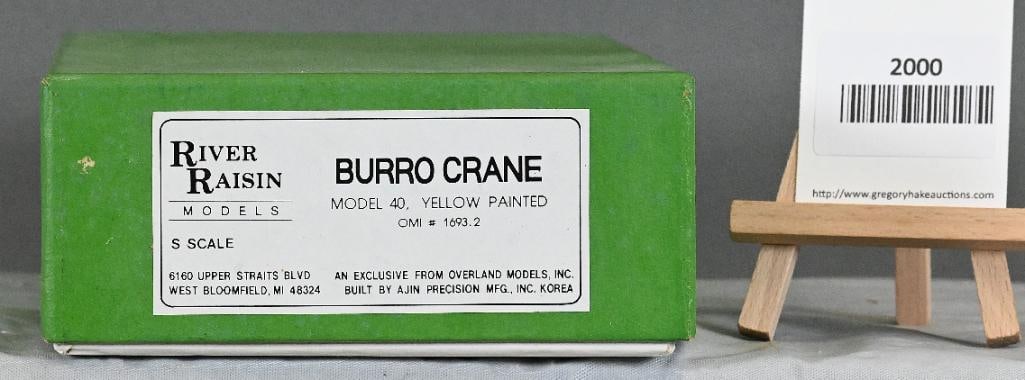 RIVER
RAISIN
MODELS
S SCALE
6160 UPPER STRAITS BLVD
WEST BLOOMFIELD, MI 48324
BURRO CRANE
MODEL 40, YELLOW PAINTED
OMI # 1693.2
AN EXCLUSIVE FROM OVERLAND MODELS, INC.
BUILT BY AJIN PRECISION MFG., INC. KOREA
2000
http://www.gregoryhakeauctions.com